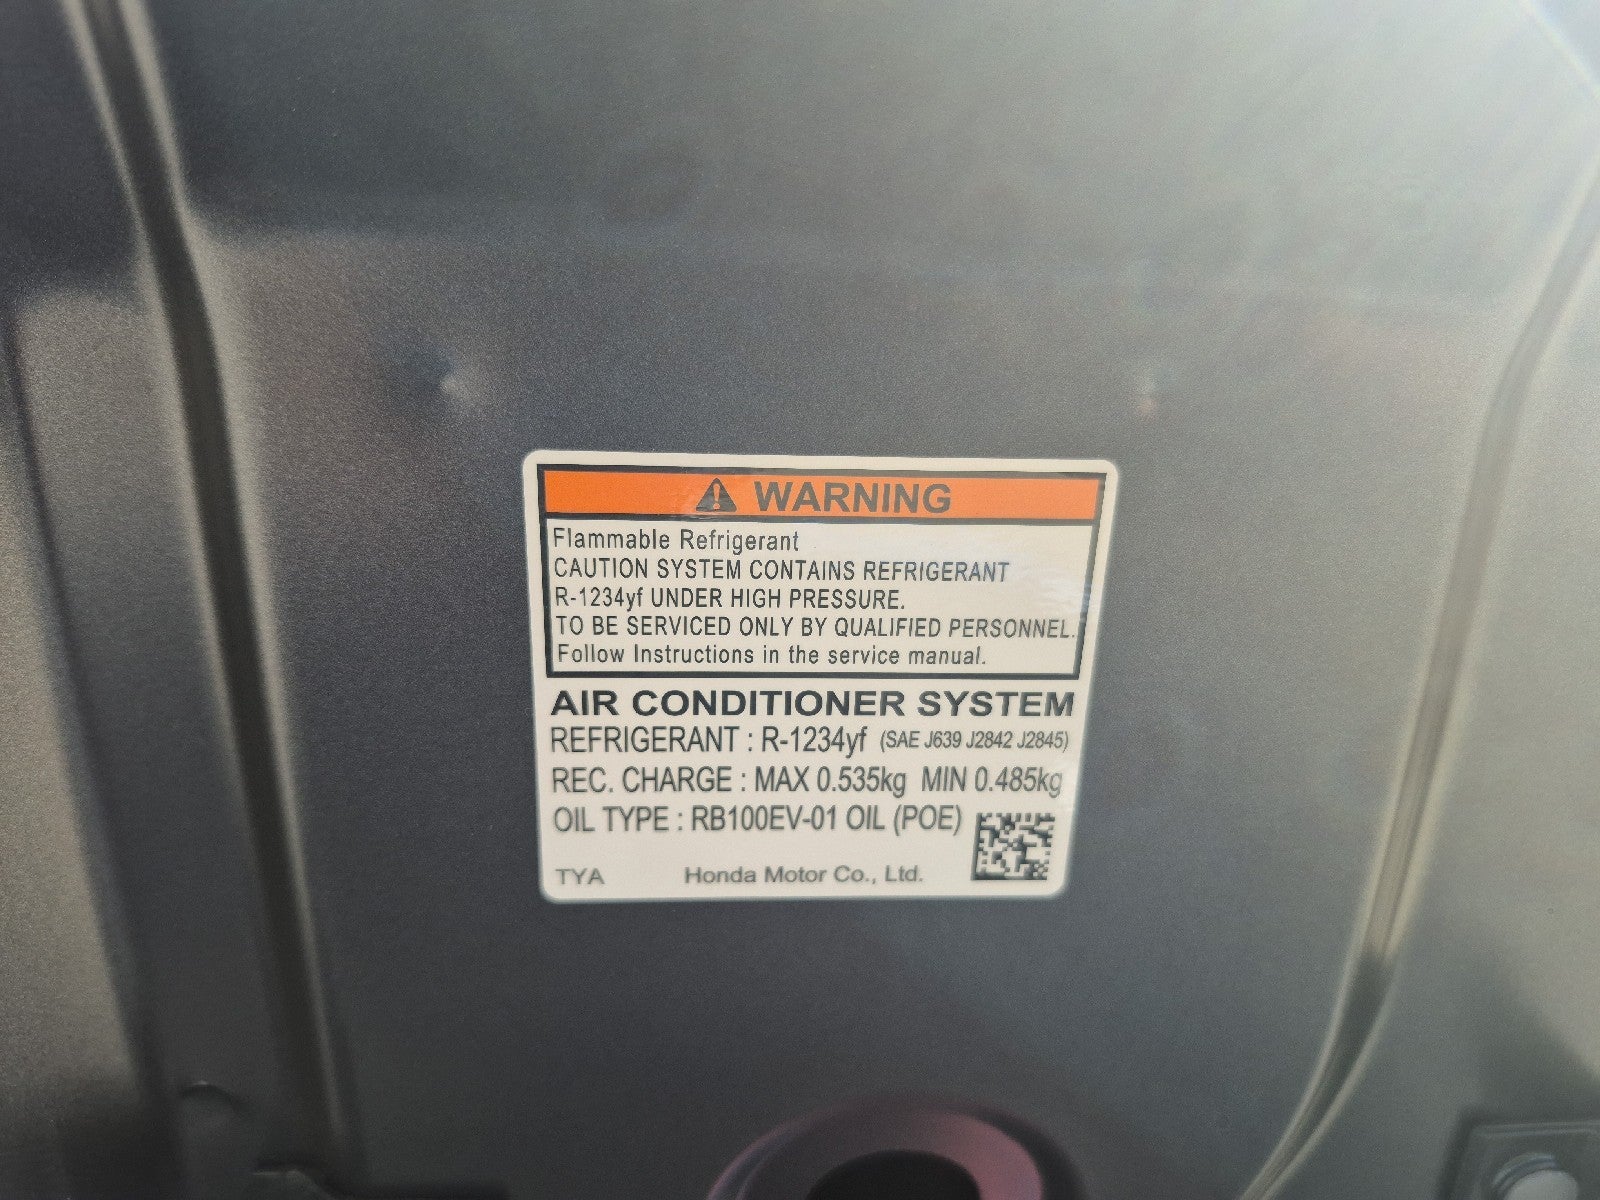 WARNING
Flammable Refrigerant
CAUTION SYSTEM CONTAINS REFRIGERANT
R-1234yf UNDER HIGH PRESSURE.
TO BE SERVICED ONLY BY QUALIFIED PERSONNEL.
Follow Instructions in the service manual.
AIR CONDITIONER SYSTEM
REFRIGERANT : R-1234yf (SAE J639 J2842 J2845)
REC. CHARGE : MAX 0.535kg MIN 0.485kg
OIL TYPE : RB100EV-01 OIL (POE)
TYA Honda Motor Co., Ltd.